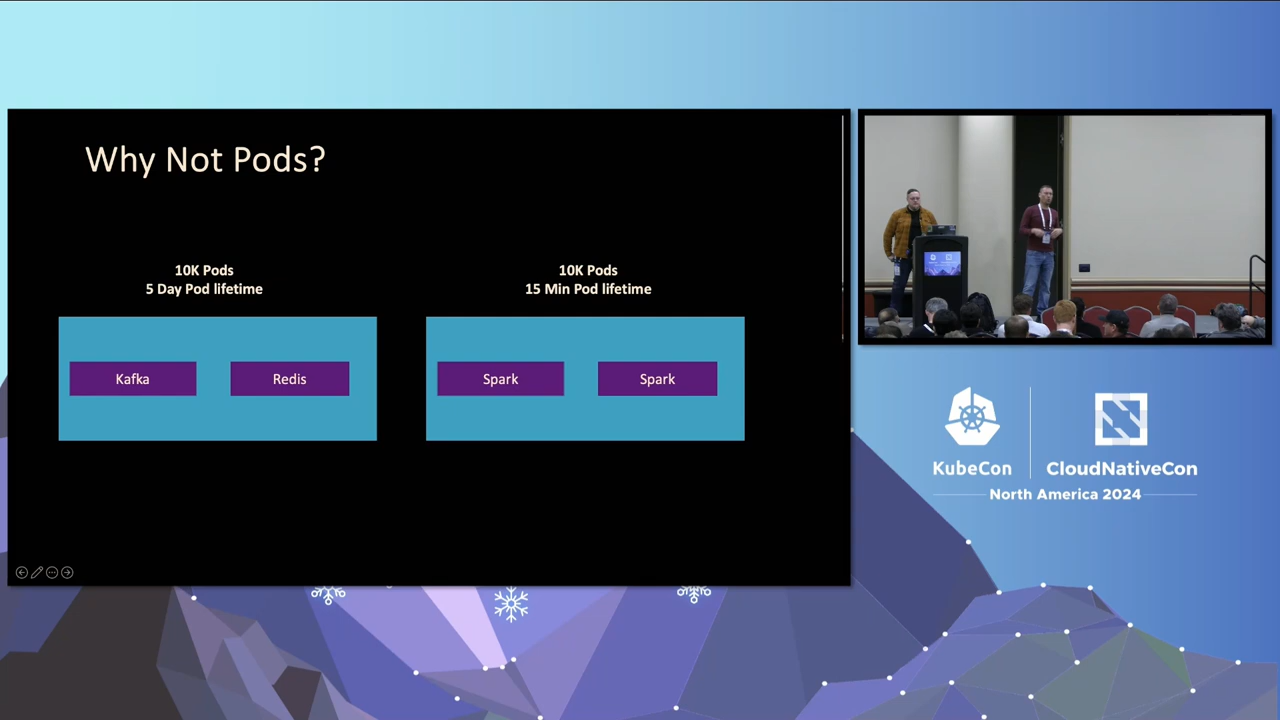 Why Not Pods?
10K Pods
5 Day Pod lifetime
10K Pods
15 Min Pod lifetime
Kafka
Redis
Spark
Spark
KubeCon
CloudNativeCon
North America 2024